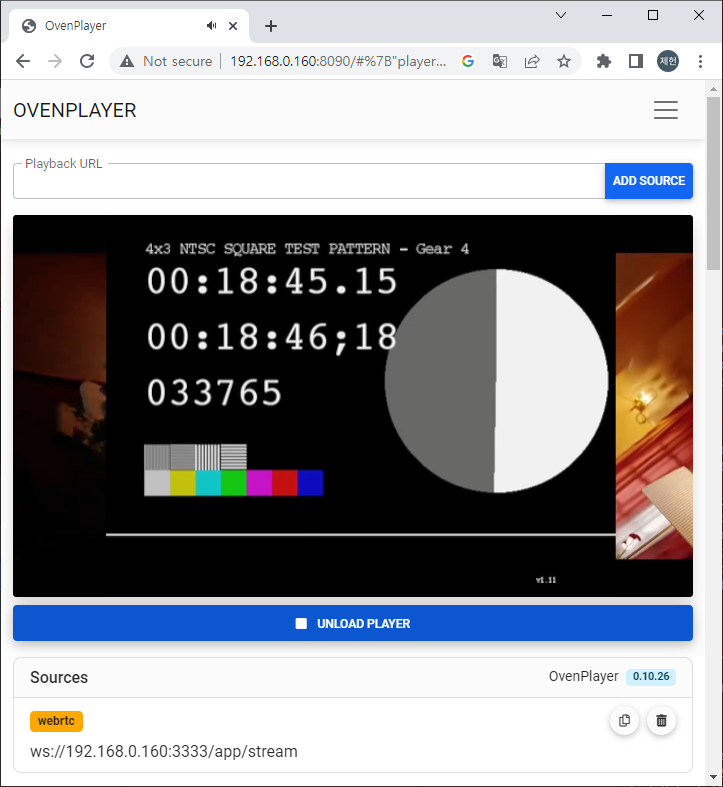 OvenPlayer
Not secure
192.168.0.160:8090/#%7B"player...
제헌
OVENPLAYER
Playback URL
ADD SOURCE
4x3 NTSC SQUARE TEST PATTERN - Gear 4
00:18:45.15
00:18:46;18
033765
v1.11
UNLOAD PLAYER
Sources
OvenPlayer 0.10.26
webrtc
ws://192.168.0.160:3333/app/stream